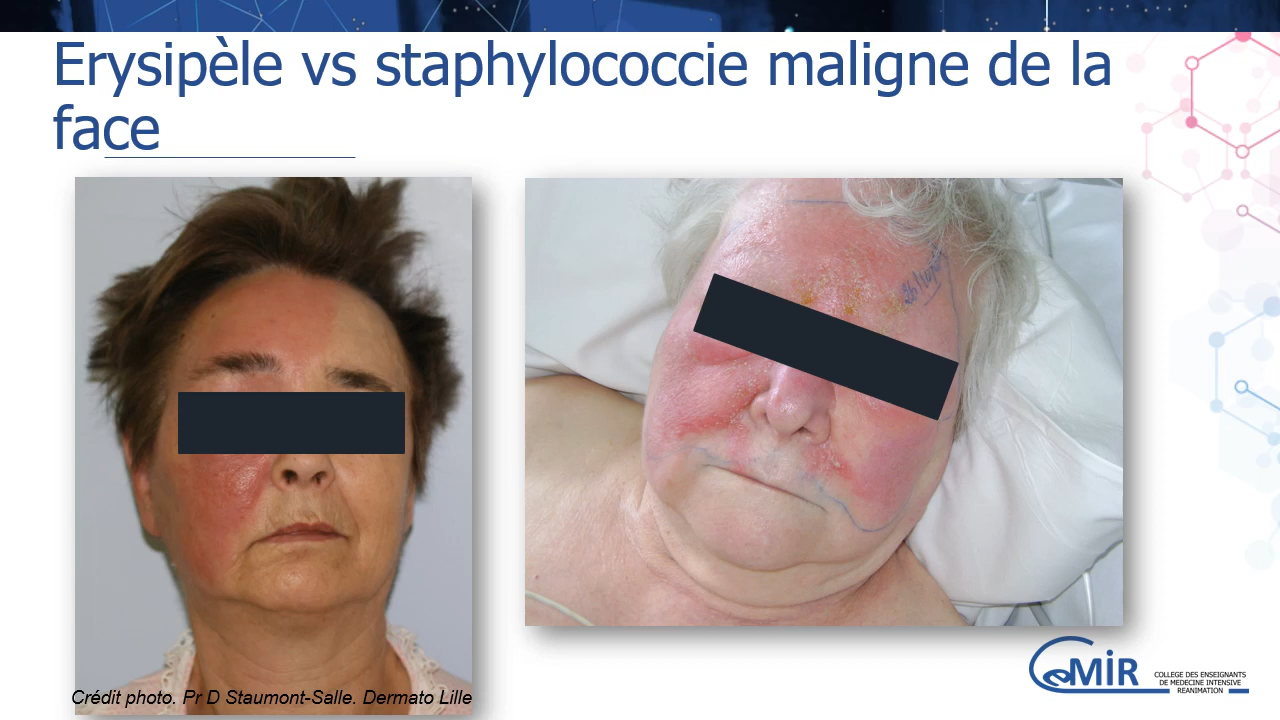 Erysipèle vs staphylococcie maligne de la
face
Crédit photo. Pr D Staumont-Salle. Dermato Lille
CeMIR
COLLEGE DES ENSEIGNANTS
DE MEDECINE INTENSIVE
REANIMATION